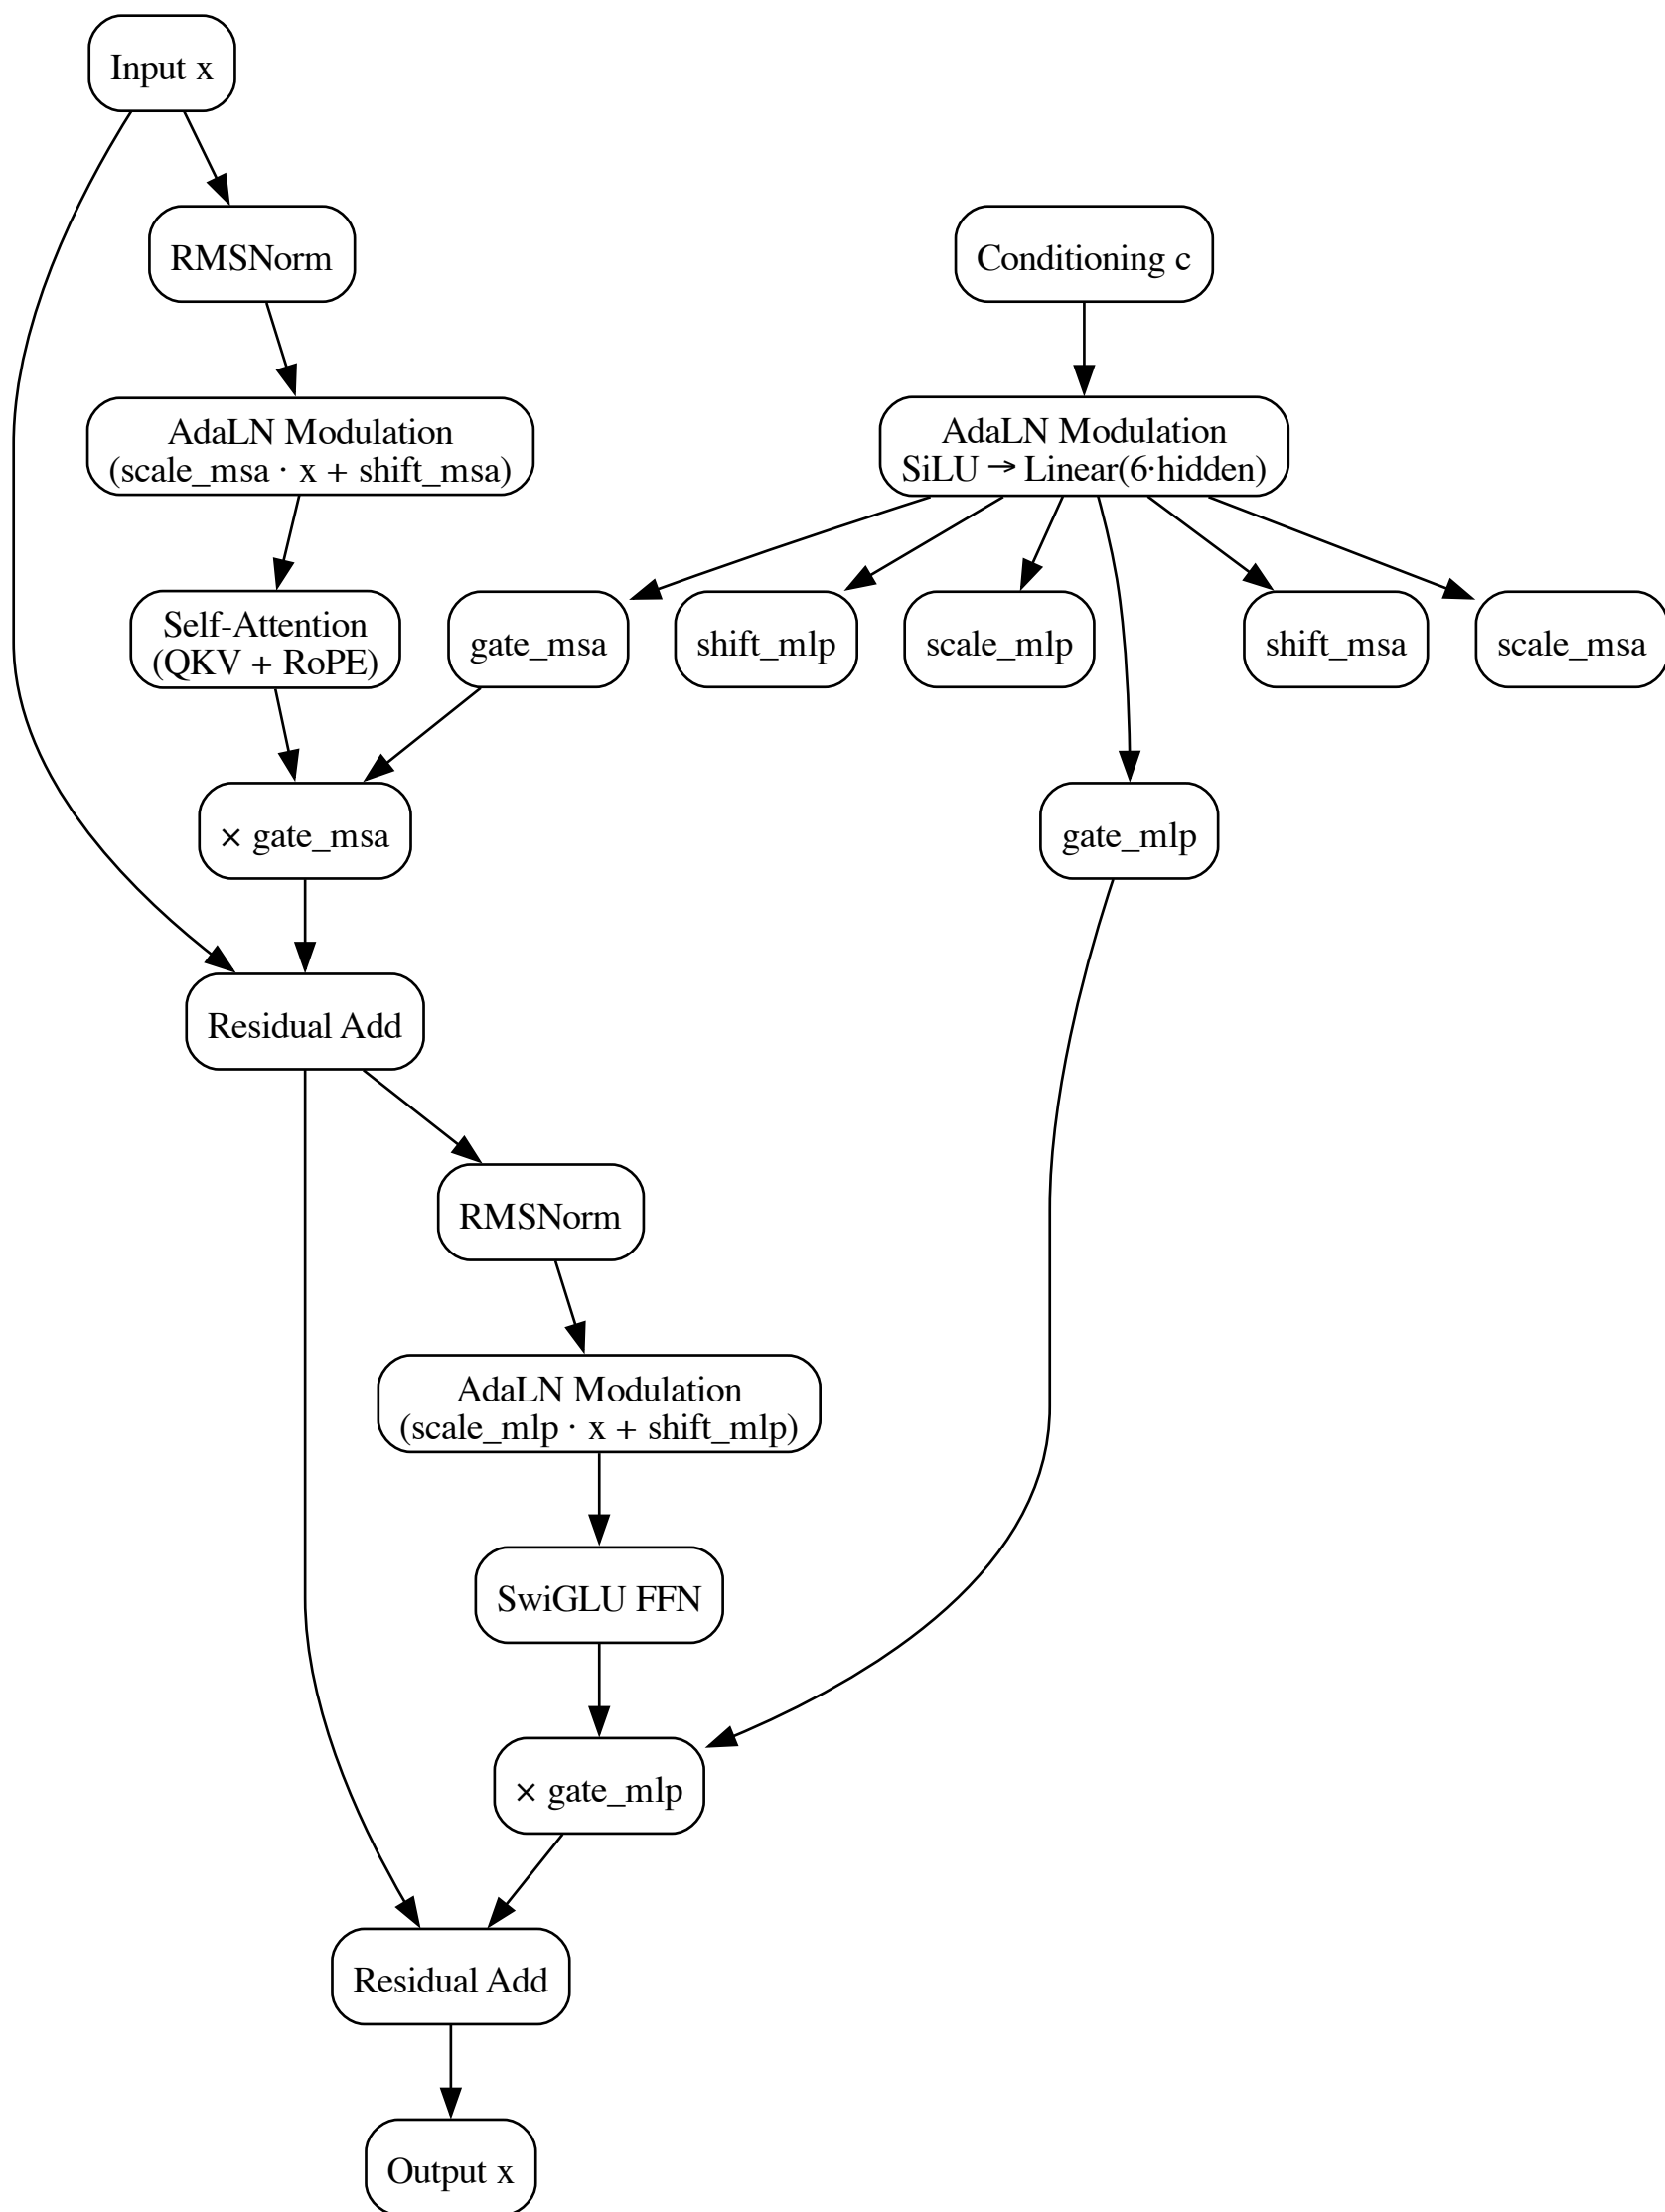 Input x
RMSNorm
Conditioning c
AdaLN Modulation
(scale_msa · x + shift_msa)
AdaLN Modulation
SiLU → Linear(6·hidden)
Self-Attention
(QKV + RoPE)
gate_msa
shift_mlp
scale_mlp
shift_msa
scale_msa
× gate_msa
gate_mlp
Residual Add
RMSNorm
AdaLN Modulation
(scale_mlp · x + shift_mlp)
SwiGLU FFN
× gate_mlp
Residual Add
Output x